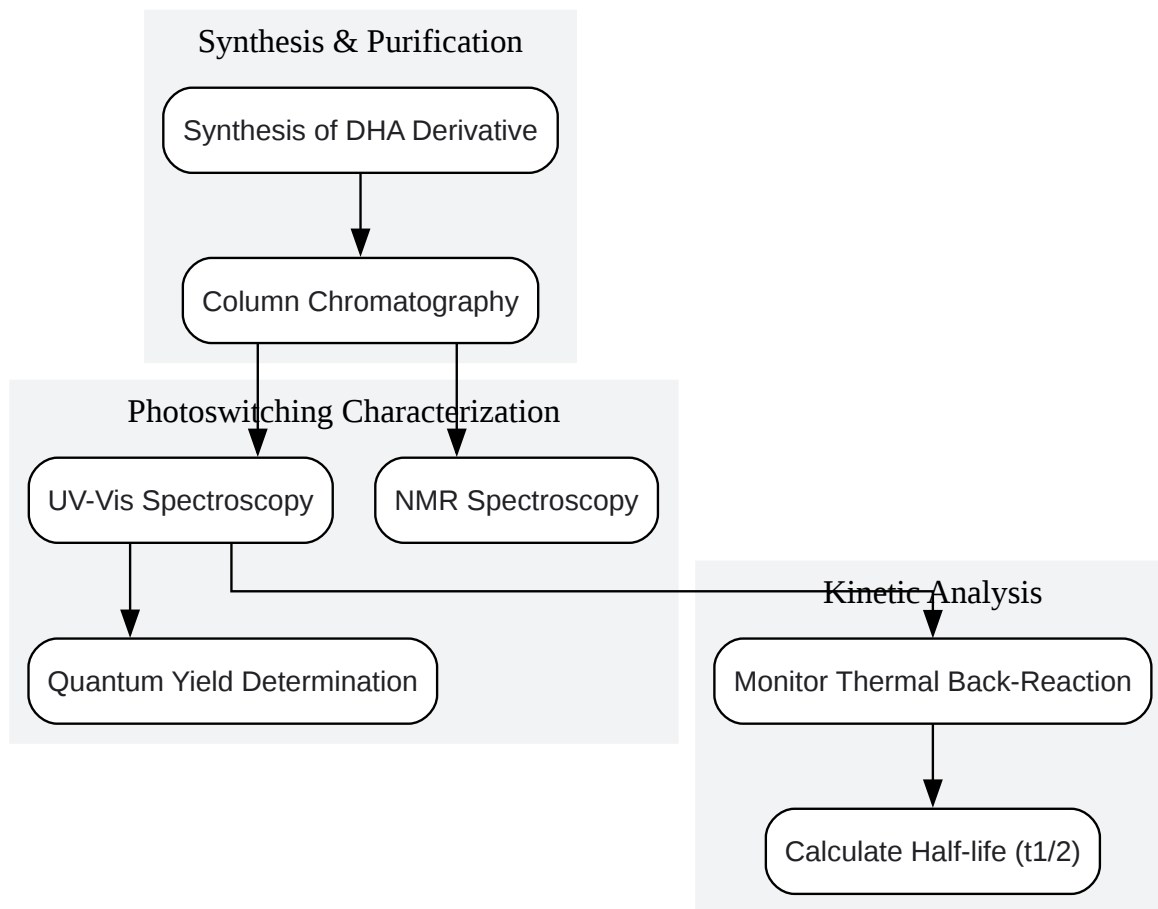 Synthesis & Purification
Synthesis of DHA Derivative
Column Chromatography
Photoswitching Characterization
UV-Vis Spectroscopy
NMR Spectroscopy
Quantum Yield Determination
Kinetic Analysis
Monitor Thermal Back-Reaction
Calculate Half-life (t1/2)